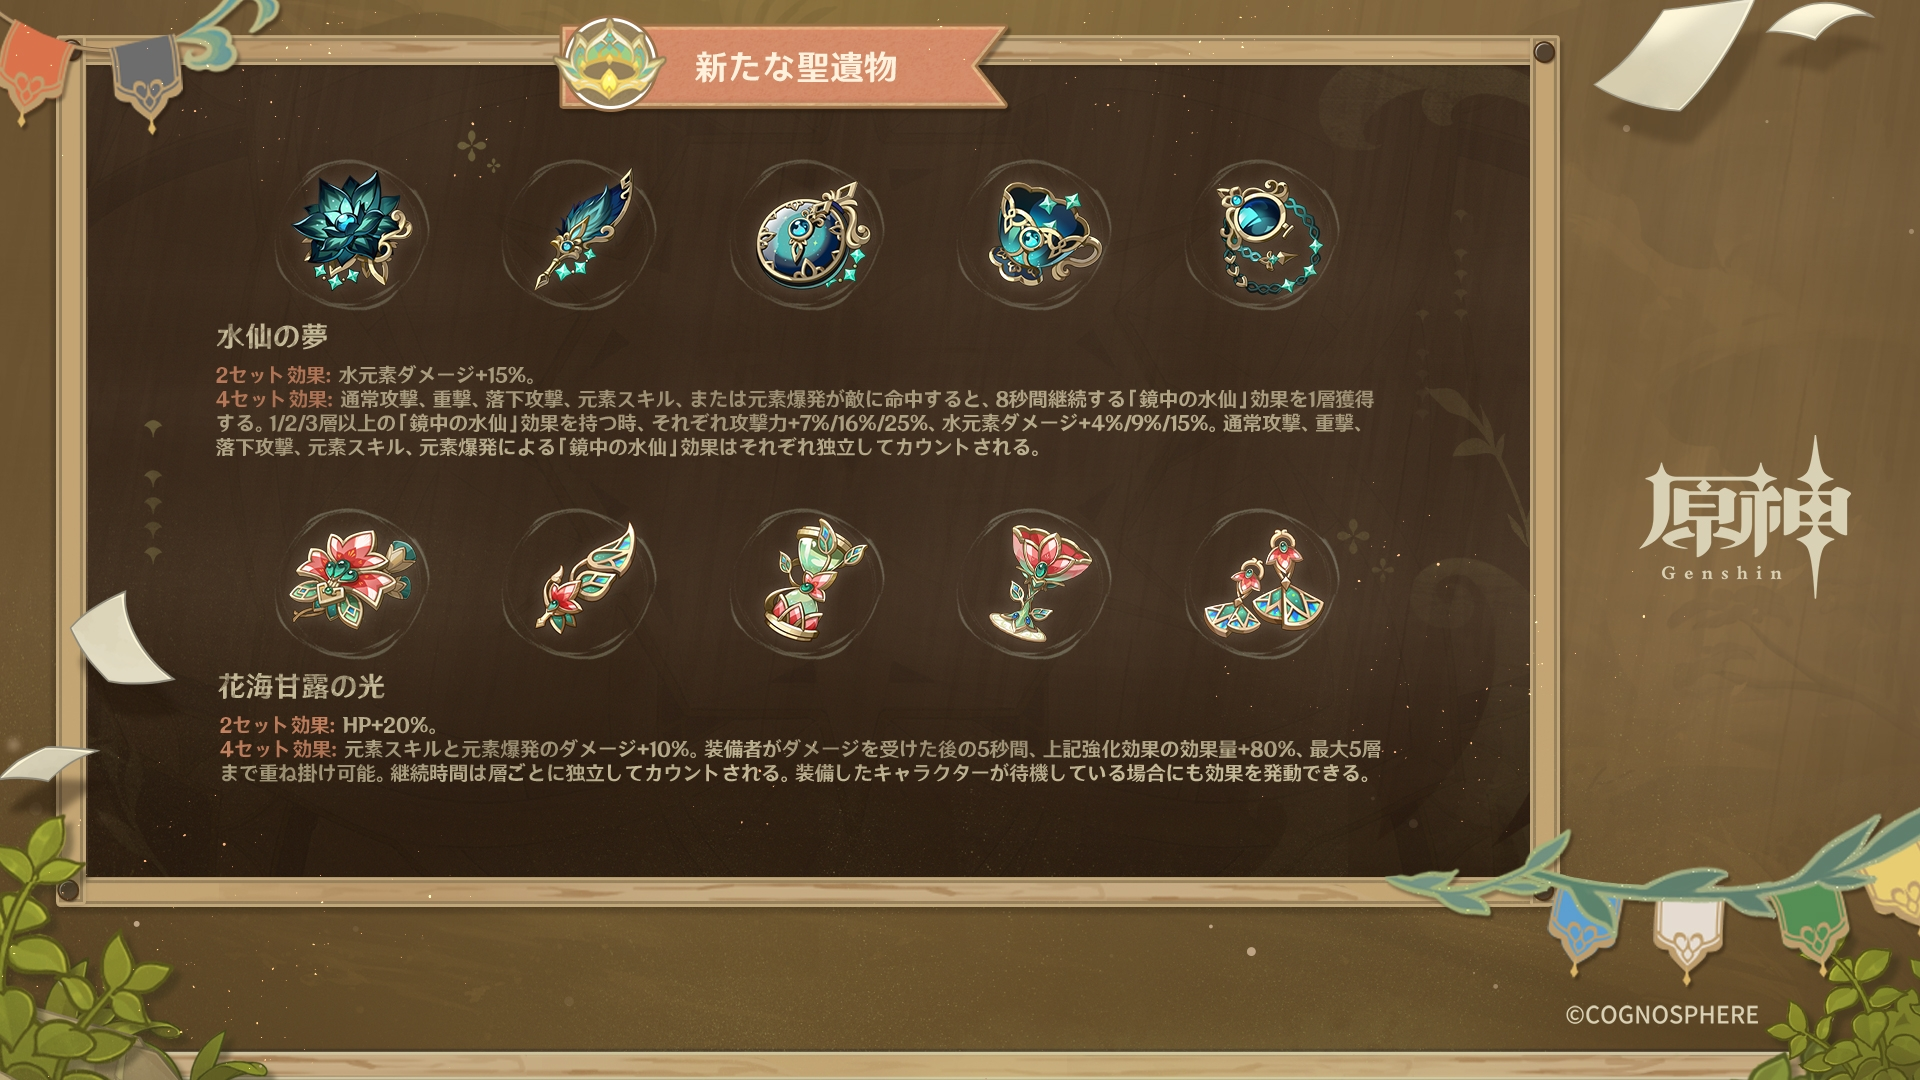 新たな聖遺物
水仙の夢
2セット効果: 水元素ダメージ+15%。
4セット効果: 通常攻撃、重撃、落下攻撃、元素スキル、または元素爆発が敵に命中すると、8秒間継続する「鏡中の水仙」効果を1層獲得
する。1/2/3層以上の「鏡中の水仙」効果を持つ時、それぞれ攻撃力+7%/16%/25%、水元素ダメージ+4%/9%/15%。通常攻撃、重撃、
落下攻撃、元素スキル、元素爆発による「鏡中の水仙」効果はそれぞれ独立してカウントされる。
原神
Genshin
花海甘露の光
2セット効果: HP+20%。
4セット効果: 元素スキルと元素爆発のダメージ+10%。装備者がダメージを受けた後の5秒間、上記強化効果の効果量+80%、最大5層
まで重ね掛け可能。継続時間は層ごとに独立してカウントされる。装備したキャラクターが待機している場合にも効果を発動できる。
©COGNOSPHERE